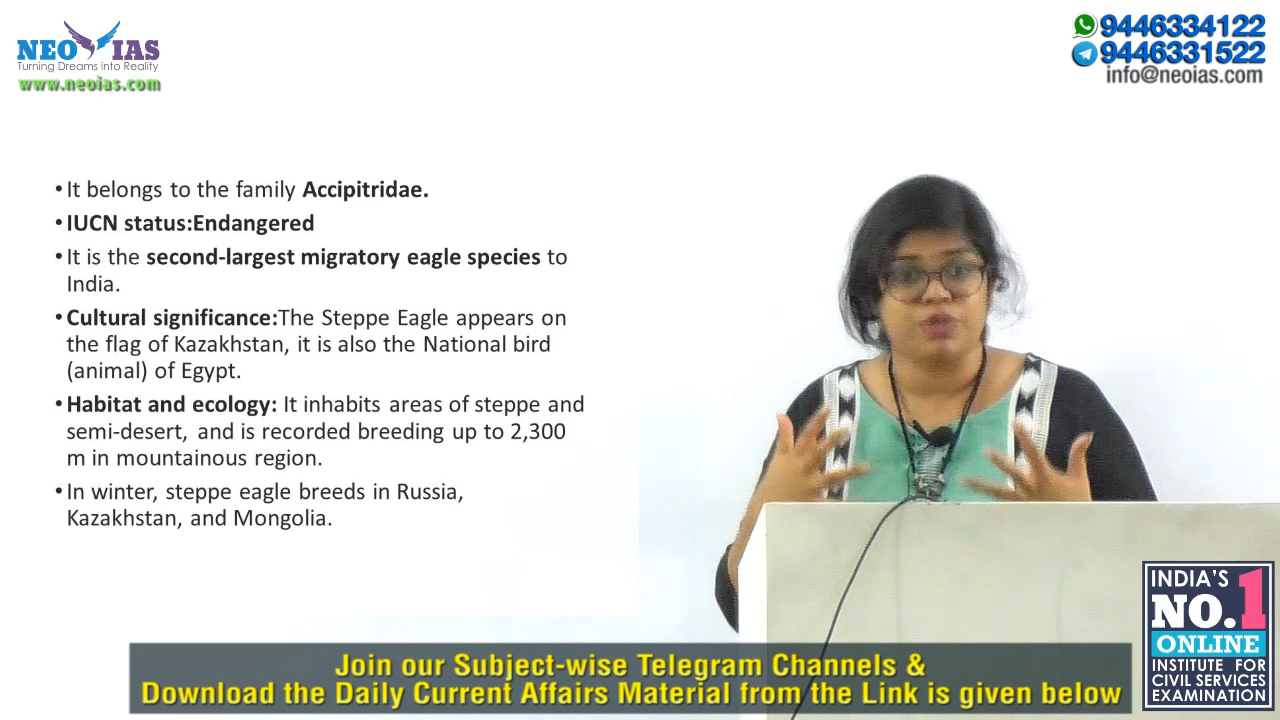 NEO IAS
Turning Dreams into Reality
www.neoias.com
9446334122
9446331522
info@neoias.com
•It belongs to the family Accipitridae.
•IUCN status:Endangered
•It is the second-largest migratory eagle species to
India.
•Cultural significance:The Steppe Eagle appears on
the flag of Kazakhstan, it is also the National bird
(animal) of Egypt.
•Habitat and ecology: It inhabits areas of steppe and
semi-desert, and is recorded breeding up to 2,300
m in mountainous region.
•In winter, steppe eagle breeds in Russia,
Kazakhstan, and Mongolia.
INDIA'S
NO.1
ONLINE
INSTITUTE FOR
CIVIL SERVICES
EXAMINATION
Join our Subject-wise Telegram Channels &
Download the Daily Current Affairs Material from the Link is given below